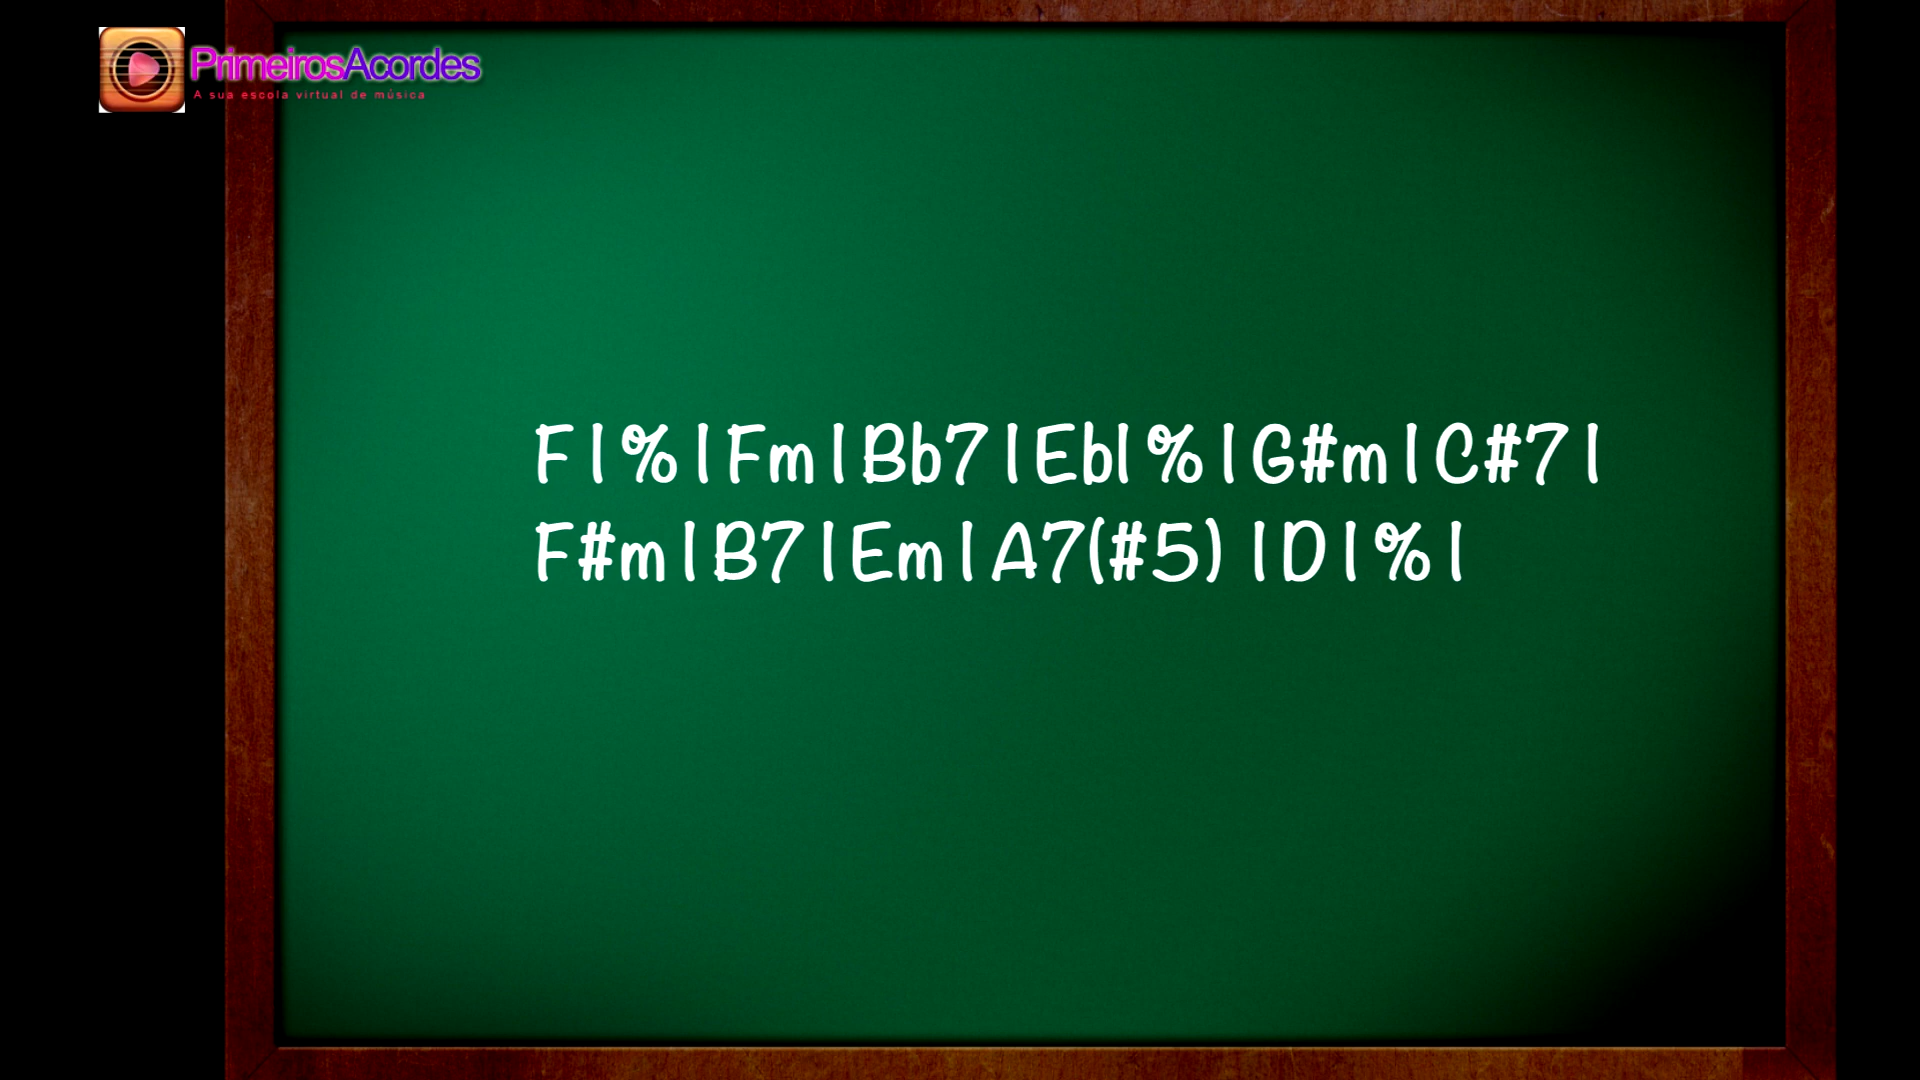 PrimeirosAcordes
A sua escola virtual de música
F|%|Fm|Bb7|Eb|%|G#m|C#7|
F#m|B7|Em|A7(#5)|D|%|